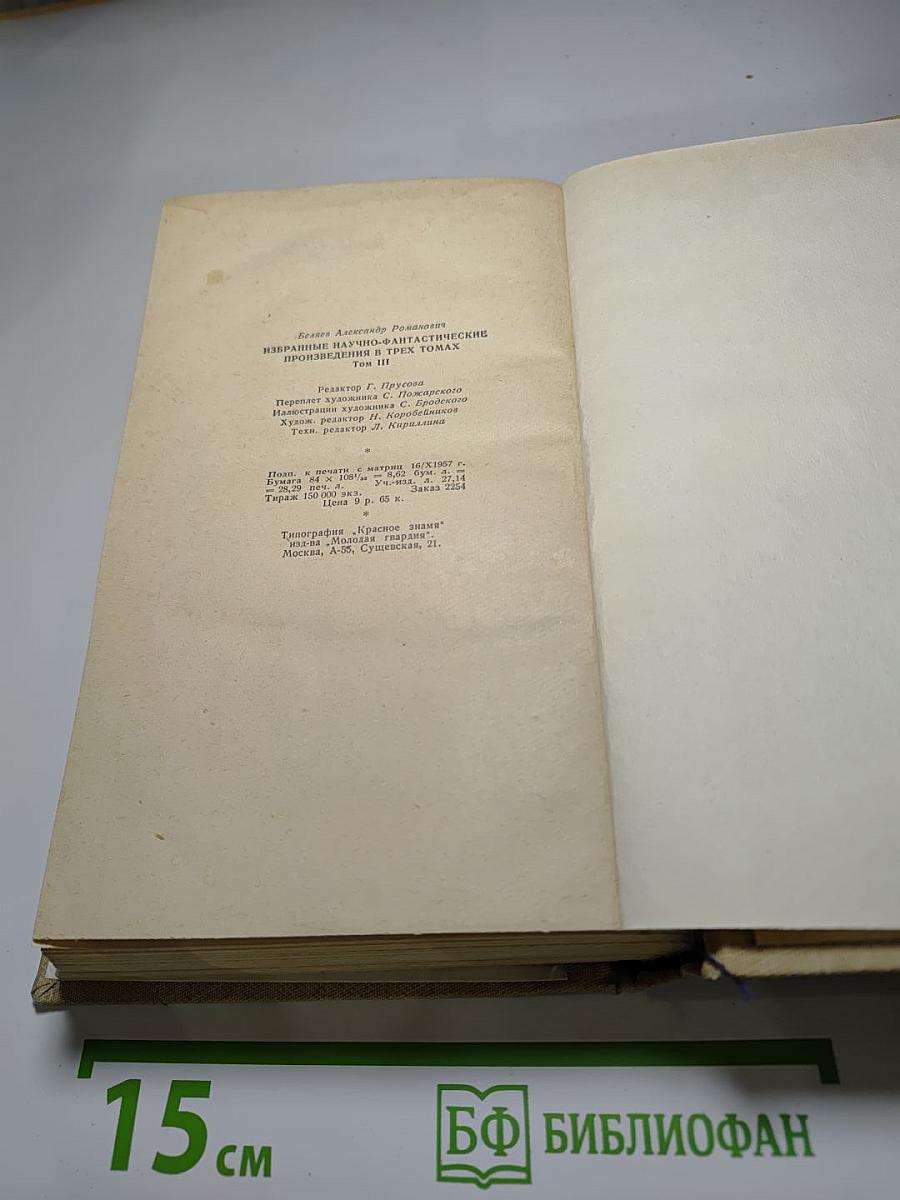 Беляев Александр Романович
ИЗБРАННЫЕ НАУЧНО-ФАНТАСТИЧЕСКИЕ
ПРОИЗВЕДЕНИЯ В ТРЕХ ТОМАХ
Том III
Редактор Г. Прусова
Переплет художника С. Пожарского
Иллюстрации художника С. Бродского
Худож. редактор Н. Коробейников
Техн. редактор Л. Кириллина
*
Подп. к печати с матриц 16/X1957 г.
Бумага 84 × 108¹/₃₂ = 8,62 бум. л. =
= 28,29 печ. л. Уч.-изд. л. 27,14
Тираж 150 000 экз. Заказ 2254
Цена 9 р. 65 к.
*
Типография „Красное знамя"
изд-ва „Молодая гвардия".
Москва, А-55, Сущевская, 21.
15 см
БФ БИБЛИОФАН